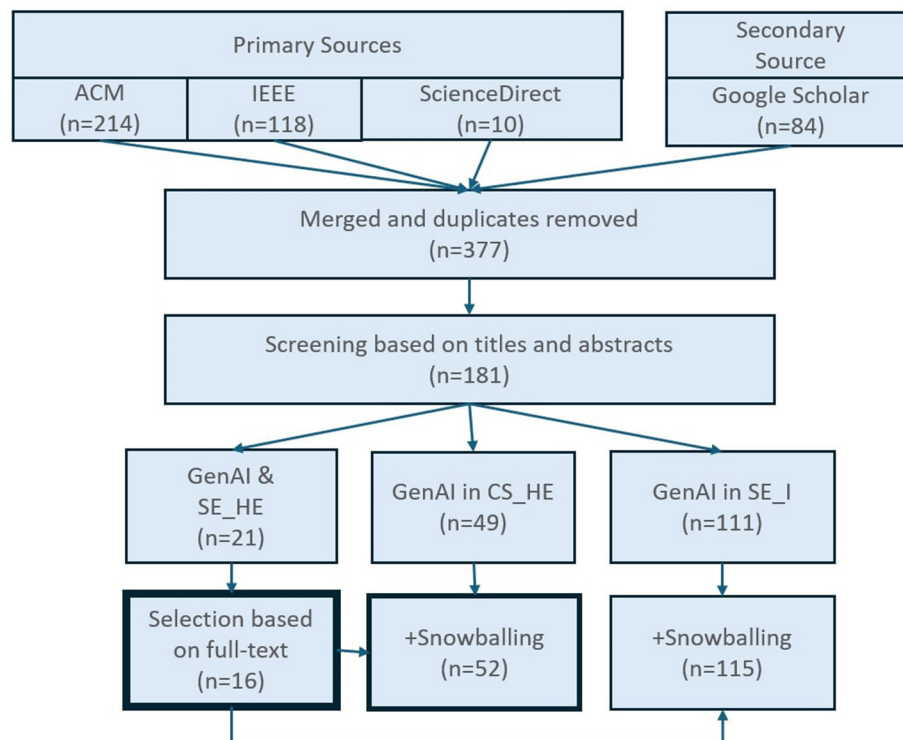 Primary Sources
Secondary
Source
ACM
(n=214)
IEEE
(n=118)
ScienceDirect
(n=10)
Google Scholar
(n=84)
Merged and duplicates removed
(n=377)
Screening based on titles and abstracts
(n=181)
GenAI &
SE_HE
(n=21)
GenAI in CS_HE
(n=49)
GenAI in SE_I
(n=111)
Selection based
on full-text
(n=16)
+Snowballing
(n=52)
+Snowballing
(n=115)